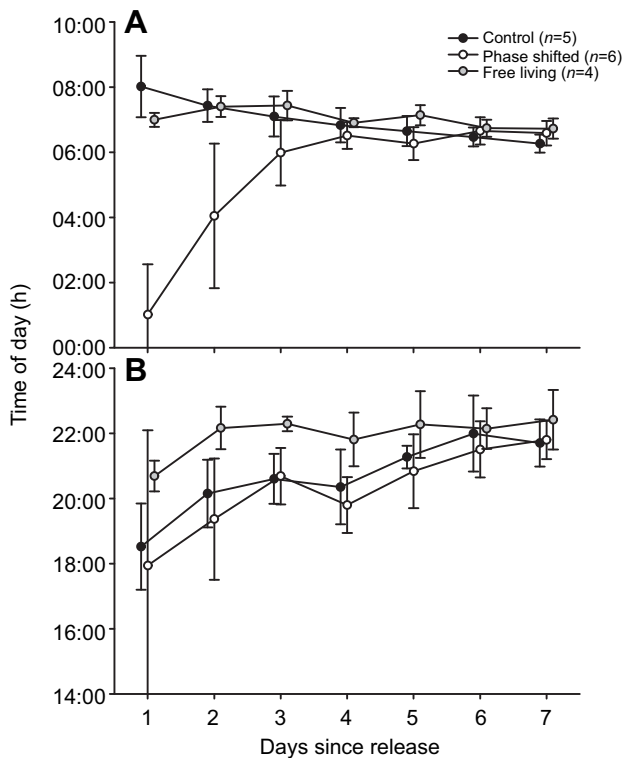 A
Control (n=5)
Phase shifted (n=6)
Free living (n=4)
10:00
08:00
06:00
04:00
02:00
00:00
B
24:00
22:00
20:00
18:00
16:00
14:00
Time of day (h)
1 2 3 4 5 6 7
Days since release